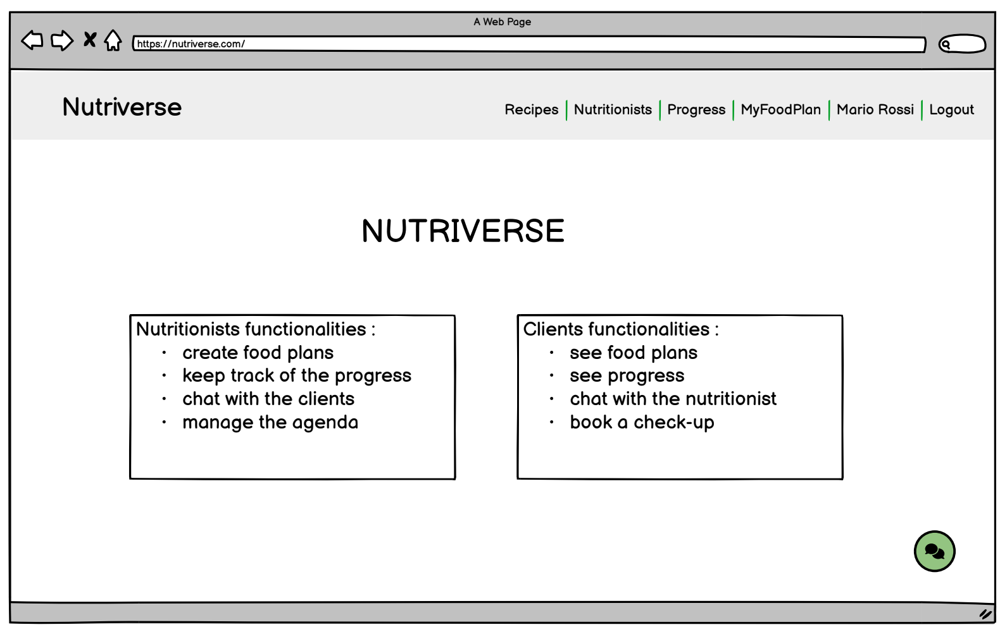 A Web Page
https://nutriverse.com/
Nutriverse
Recipes | Nutritionists | Progress | MyFoodPlan | Mario Rossi | Logout
NUTRIVERSE
Nutritionists functionalities :
• create food plans
• keep track of the progress
• chat with the clients
• manage the agenda
Clients functionalities :
• see food plans
• see progress
• chat with the nutritionist
• book a check-up